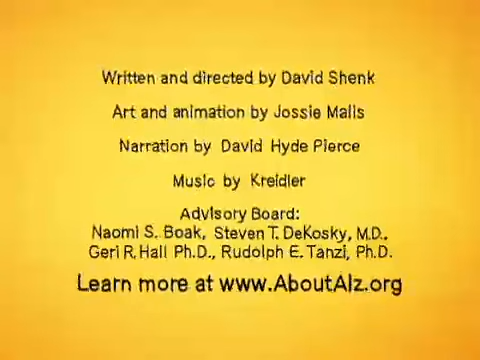 Written and directed by David Shenk
Art and animation by Jossie Malis
Narration by David Hyde Pierce
Music by Kreidler
Advisory Board:
Naomi S. Boak, Steven T. DeKosky, M.D.,
Geri R. Hall Ph.D., Rudolph E. Tanzi, Ph.D.
Learn more at www.AboutAlz.org